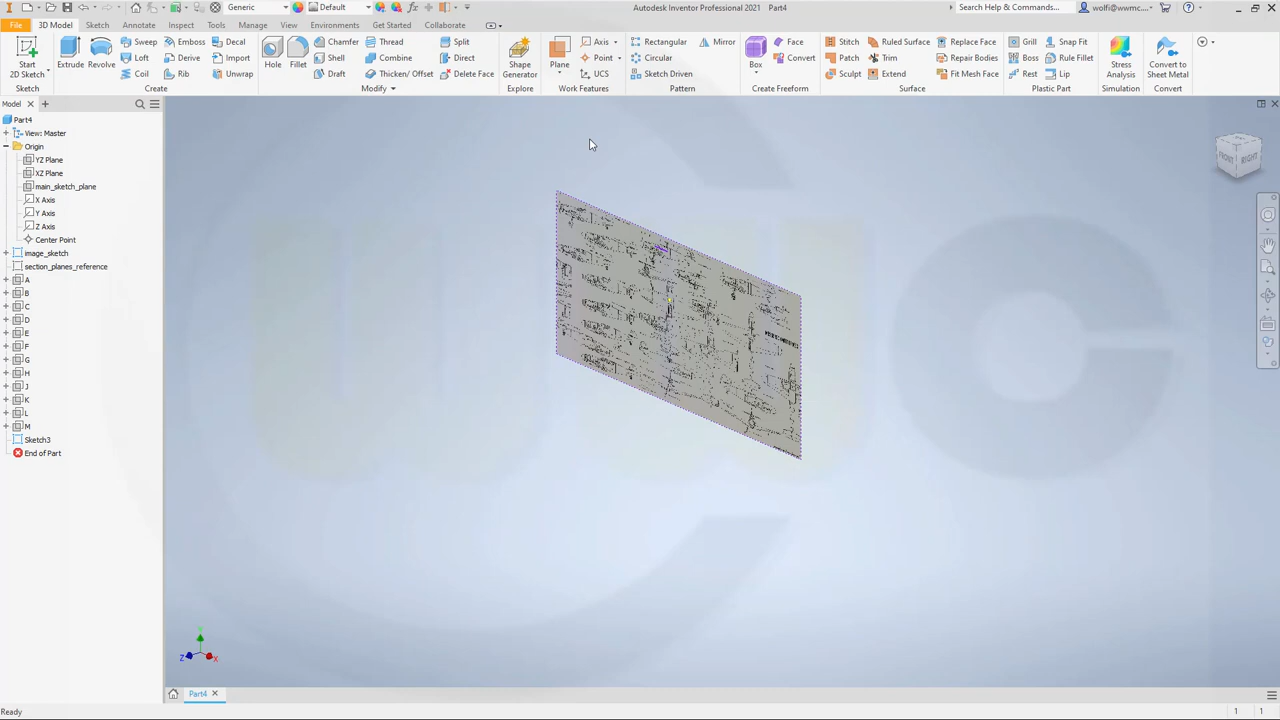 Generic Default Autodesk Inventor Professional 2021 Part4 Search Help & Commands... wolfi@wwmc....
File 3D Model Sketch Annotate Inspect Tools Manage View Environments Get Started Collaborate
Start 2D Sketch Extrude Revolve Sweep Emboss Decal Hole Fillet Chamfer Thread Split Shape Generator Plane Axis Rectangular Mirror Box Face Convert Stitch Ruled Surface Replace Face Grill Snap Fit Stress Analysis Convert to Sheet Metal
Loft Derive Import Shell Combine Direct Point Circular Patch Trim Repair Bodies Boss Rule Fillet
Coil Rib Unwrap Draft Thicken/ Offset Delete Face UCS Sketch Driven Sculpt Extend Fit Mesh Face Rest Lip
Sketch Create Modify Explore Work Features Pattern Create Freeform Surface Plastic Part Simulation Convert
Model
Part4
View: Master
Origin
YZ Plane
XZ Plane
main_sketch_plane
X Axis
Y Axis
Z Axis
Center Point
image_sketch
section_planes_reference
A
B
C
D
E
F
G
H
J
K
L
M
Sketch3
End of Part
FRONT RIGHT
Z X
Part4
Ready 1 1